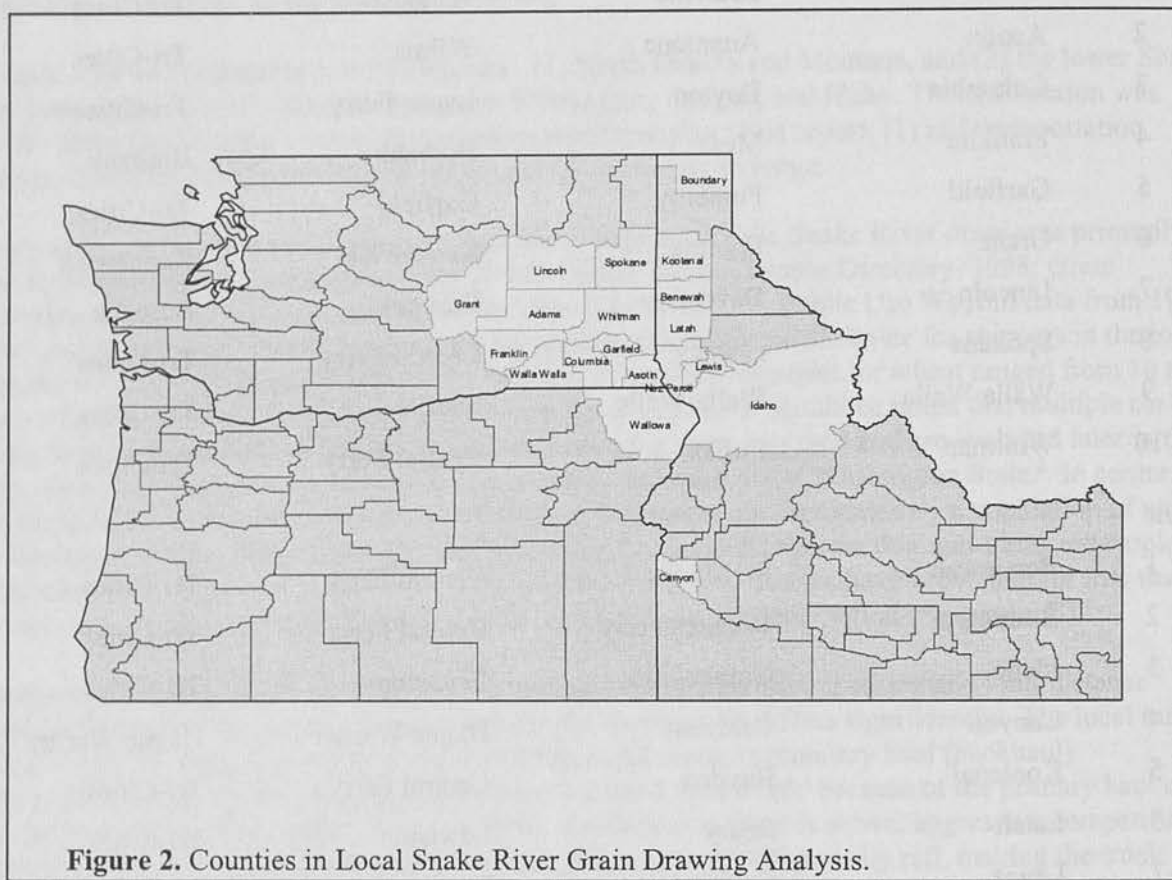 Boundary
Lincoln
Spokane
Kootenai
Grant
Adams
Whitman
Benewah
Latah
Franklin
Columbia
Garfield
Walla Walla
Asotin
Lewis
Nez Perce
Idaho
Wallowa
Canyon
Figure 2. Counties in Local Snake River Grain Drawing Analysis.